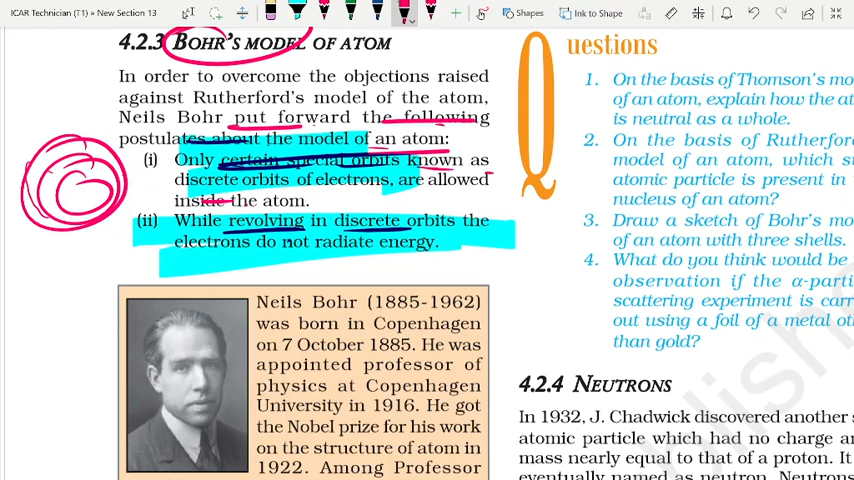 ICAR Technician (T1) » New Section 13
Shapes
Ink to Shape
4.2.3 BOHR'S MODEL OF ATOM
In order to overcome the objections raised
against Rutherford's model of the atom,
Neils Bohr put forward the following
postulates about the model of an atom:
(i) Only certain special orbits known as
discrete orbits of electrons, are allowed
inside the atom.
(ii) While revolving in discrete orbits the
electrons do not radiate energy.
Neils Bohr (1885-1962)
was born in Copenhagen
on 7 October 1885. He was
appointed professor of
physics at Copenhagen
University in 1916. He got
the Nobel prize for his work
on the structure of atom in
1922. Among Professor
Questions
1. On the basis of Thomson's mo
of an atom, explain how the at
is neutral as a whole.
2. On the basis of Rutherfor
model of an atom, which su
atomic particle is present in
nucleus of an atom?
3. Draw a sketch of Bohr's mo
of an atom with three shells.
4. What do you think would be
observation if the α-parti
scattering experiment is car
out using a foil of a metal ot
than gold?
4.2.4 NEUTRONS
In 1932, J. Chadwick discovered another s
atomic particle which had no charge an
mass nearly equal to that of a proton. It
eventually named as neutron. Neutrons